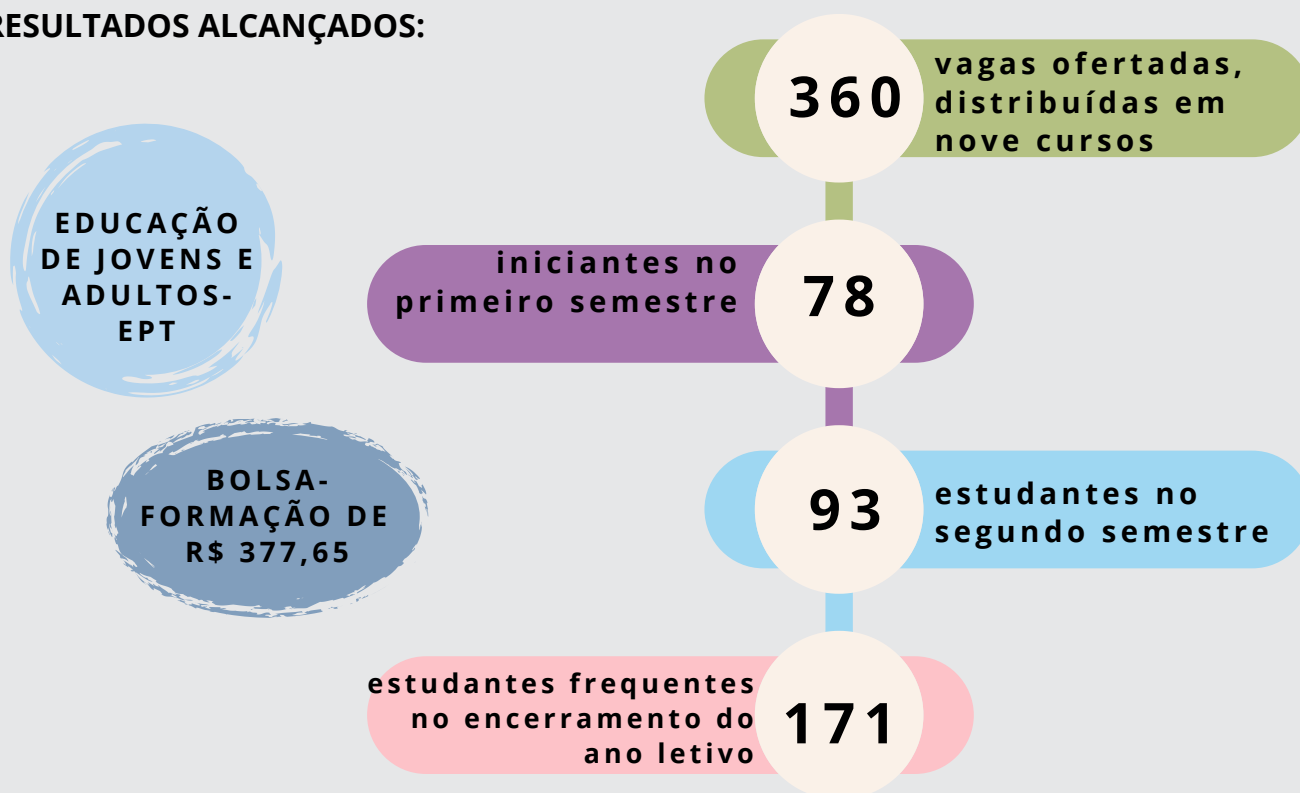 RESULTADOS ALCANÇADOS:
EDUCAÇÃO
DE JOVENS E
ADULTOS-
EPT
BOLSA-
FORMAÇÃO DE
R$ 377,65
360
vagas ofertadas,
distribuídas em
nove cursos
iniciantes no
primeiro semestre
78
93
estudantes no
segundo semestre
estudantes frequentes
no encerramento do
ano letivo
171